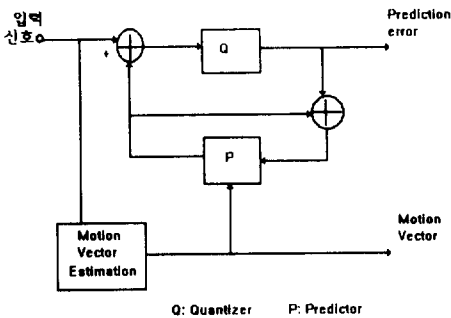 입력
신호
Prediction
error
+
Q
P
Motion
Vector
Estimation
Motion
Vector
Q: Quantizer P: Predictor